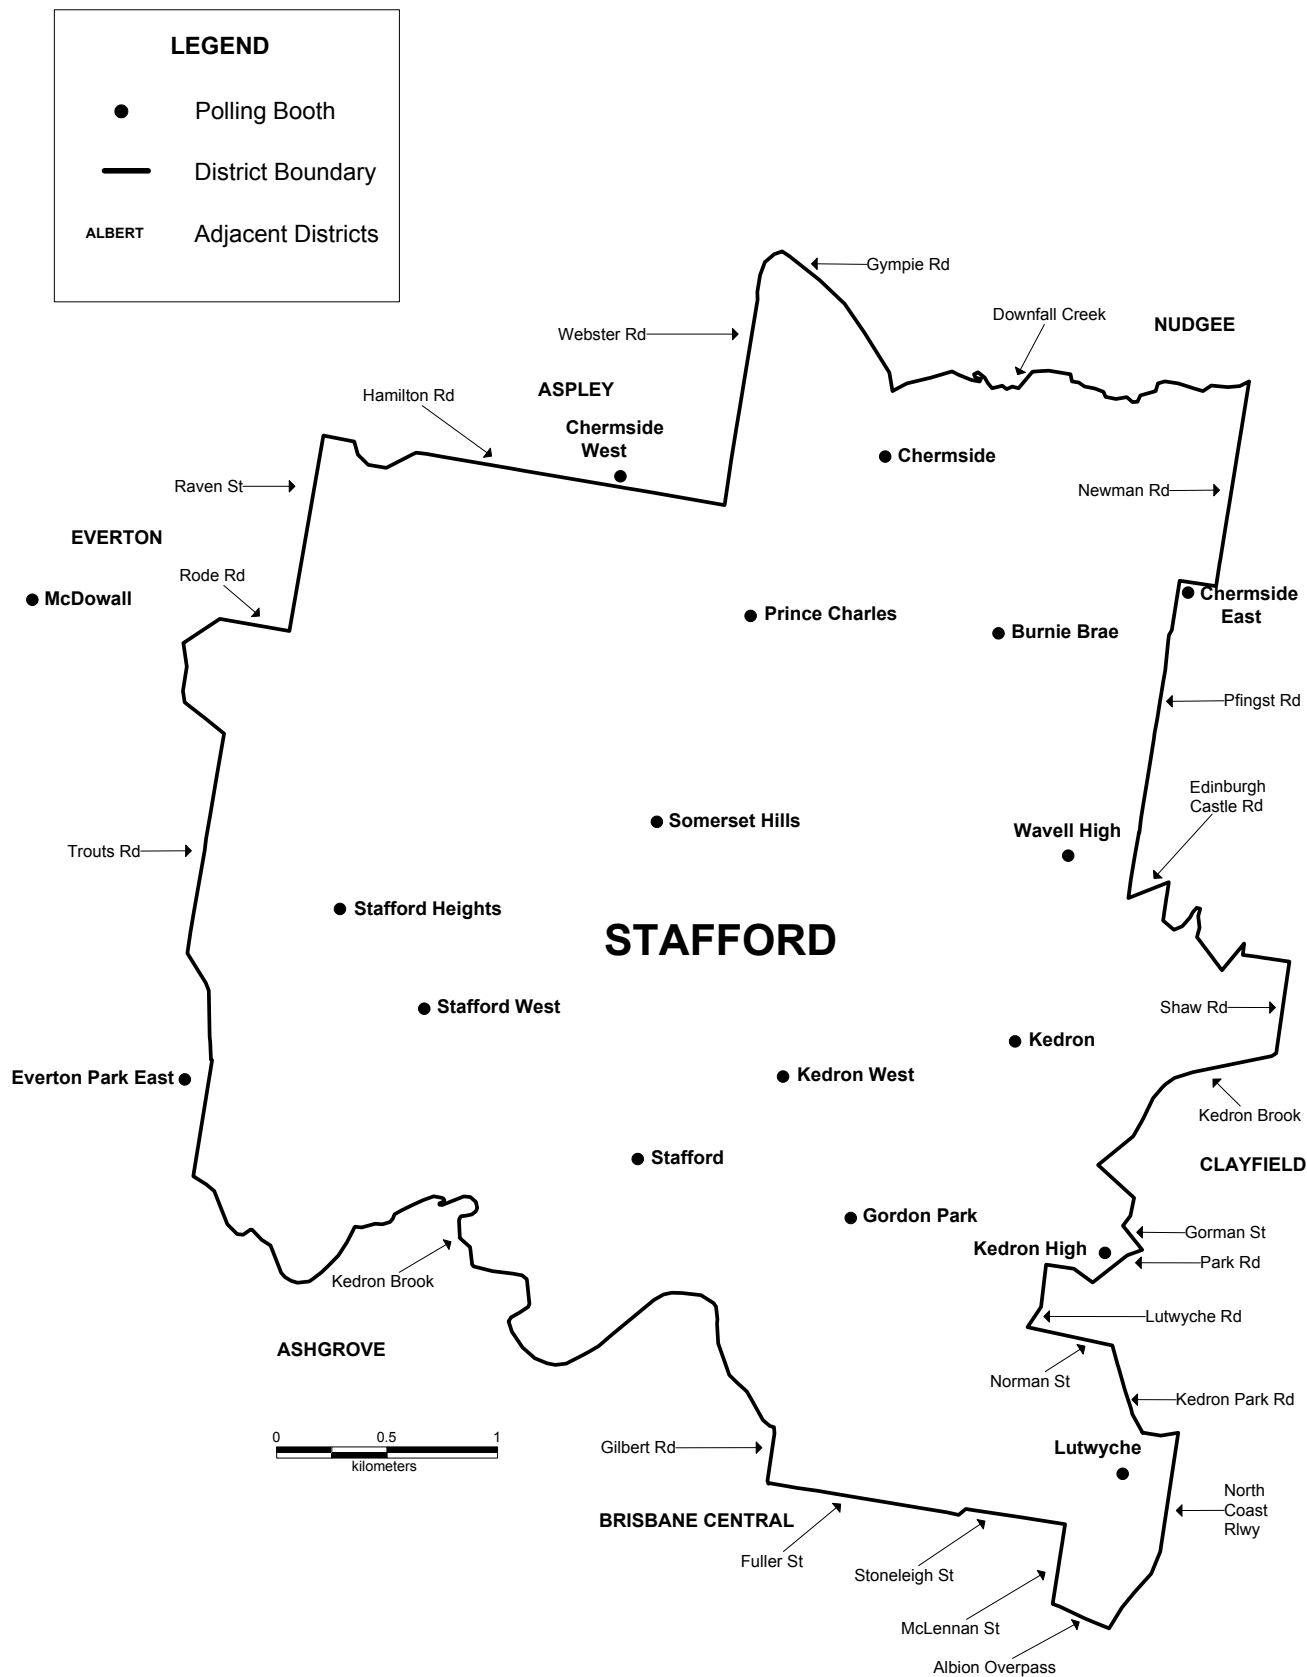 LEGEND
Polling Booth
District Boundary
ALBERT Adjacent Districts
Gympie Rd
Downfall Creek
NUDGEE
Webster Rd
ASPLEY
Hamilton Rd
Chermside
West
Chermside
Raven St
Newman Rd
EVERTON
Rode Rd
McDowall
Chermside
East
Prince Charles
Burnie Brae
Pfingst Rd
Edinburgh
Castle Rd
Somerset Hills
Wavell High
Trouts Rd
Stafford Heights
STAFFORD
Stafford West
Shaw Rd
Kedron
Everton Park East
Kedron West
Kedron Brook
Stafford
CLAYFIELD
Gordon Park
Gorman St
Kedron High
Park Rd
Kedron Brook
Lutwyche Rd
ASHGROVE
Norman St
Kedron Park Rd
0 0.5 1
kilometers
Gilbert Rd
Lutwyche
North
Coast
Rlwy
BRISBANE CENTRAL
Fuller St
Stoneleigh St
McLennan St
Albion Overpass